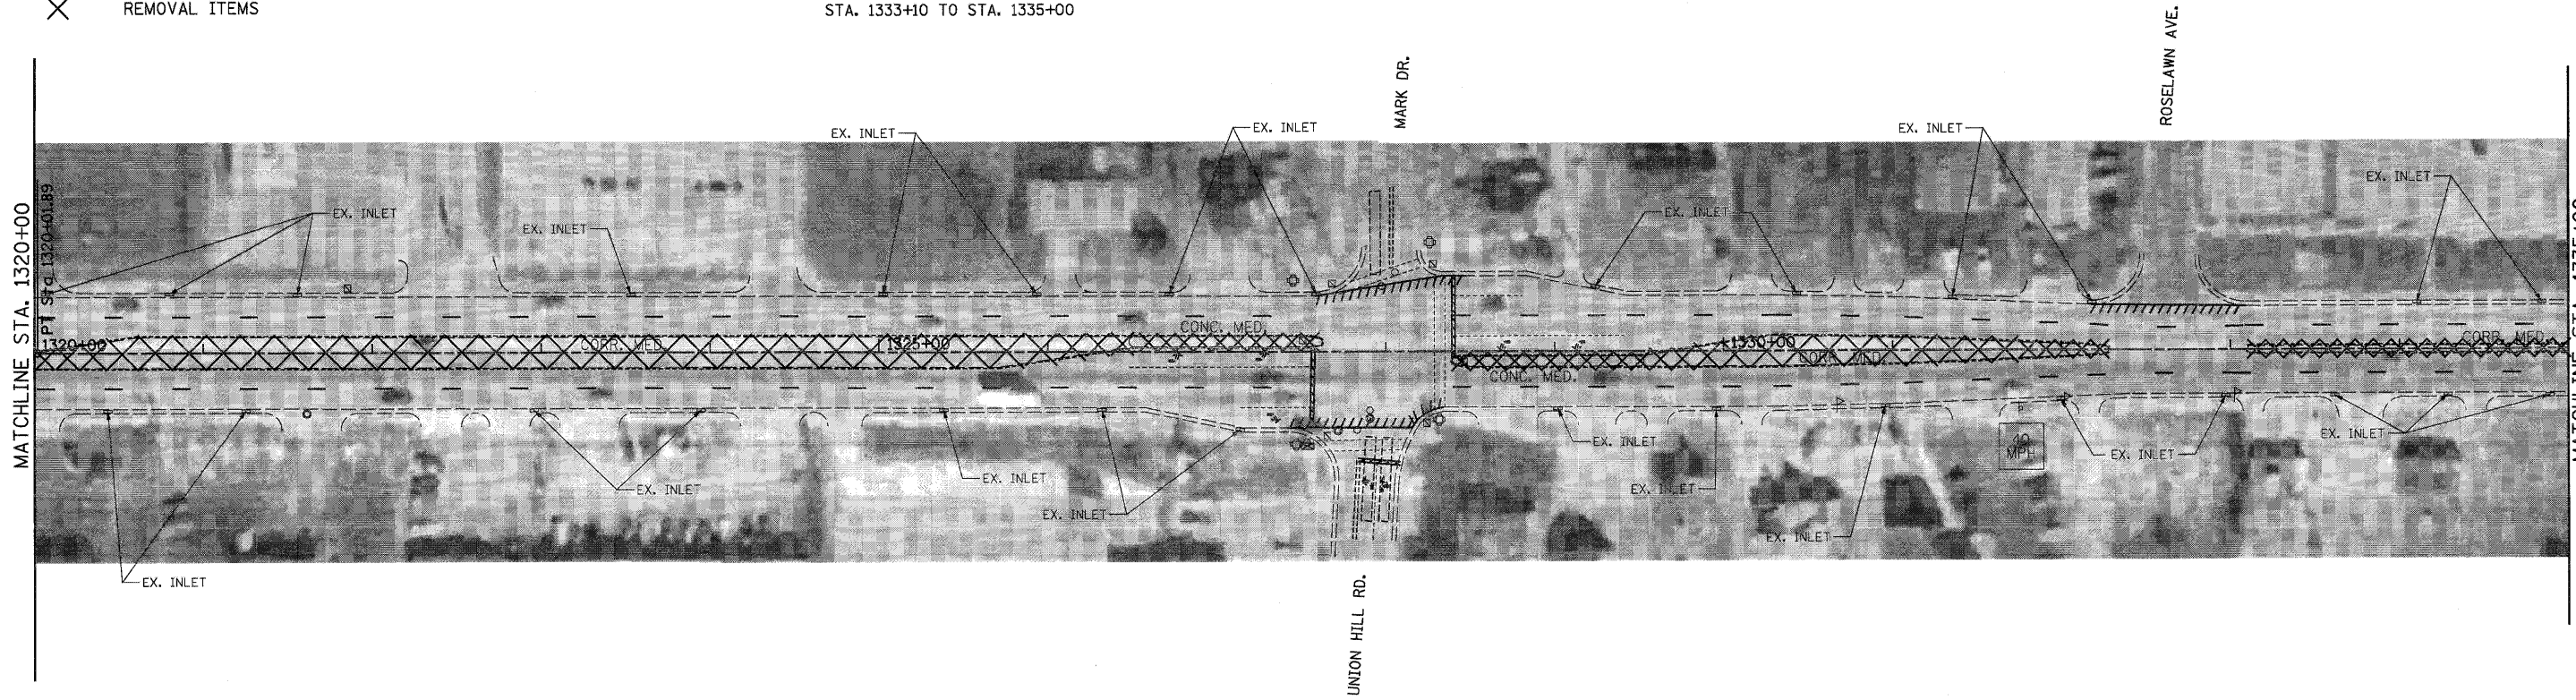 REMOVAL ITEMS
STA. 1333+10 TO STA. 1335+00
MARK DR.
ROSELAWN AVE.
EX. INLET
EX. INLET
EX. INLET
EX. INLET
EX. INLET
EX. INLET
EX. INLET
MATCHLINE STA. 1320+00
PT Sta 1320+01.89
1320+00
CORR. MED.
1325+00
CONC. MED.
CONC. MED.
1330+00
CORR. MED.
CORR. MED.
40
MPH
EX. INLET
EX. INLET
EX. INLET
EX. INLET
EX. INLET
EX. INLET
EX. INLET
EX. INLET
EX. INLET
EX. INLET
UNION HILL RD.